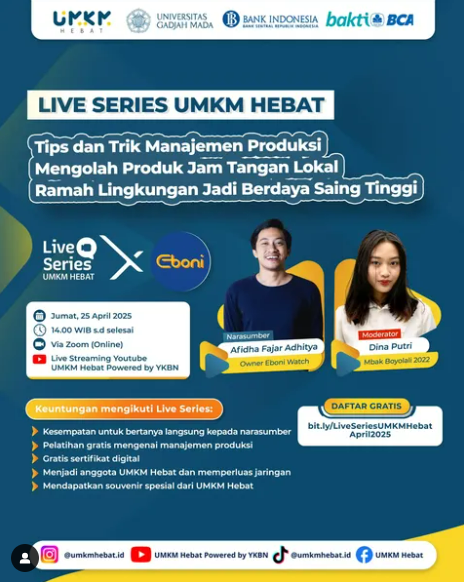 UMKM
HEBAT
UNIVERSITAS
GADJAH MADA
BANK INDONESIA
BANK CENTRAL REPUBLIK INDONESIA
bakti BCA
LIVE SERIES UMKM HEBAT
Tips dan Trik Manajemen Produksi
Mengolah Produk Jam Tangan Lokal
Ramah Lingkungan Jadi Berdaya Saing Tinggi
Live
Series
UMKM HEBAT
X
Eboni
Jumat, 25 April 2025
14.00 WIB s.d selesai
Via Zoom (Online)
Live Streaming Youtube
UMKM Hebat Powered by YKBN
Narasumber
Afidha Fajar Adhitya
Owner Eboni Watch
Moderator
Dina Putri
Mbak Boyolali 2022
Keuntungan mengikuti Live Series:
Kesempatan untuk bertanya langsung kepada narasumber
Pelatihan gratis mengenai manajemen produksi
Gratis sertifikat digital
Menjadi anggota UMKM Hebat dan memperluas jaringan
Mendapatkan souvenir spesial dari UMKM Hebat
DAFTAR GRATIS
bit.ly/LiveSeriesUMKMHebat
April2025
@umkmhebat.id
UMKM Hebat Powered by YKBN
@umkmhebat.id
UMKM Hebat